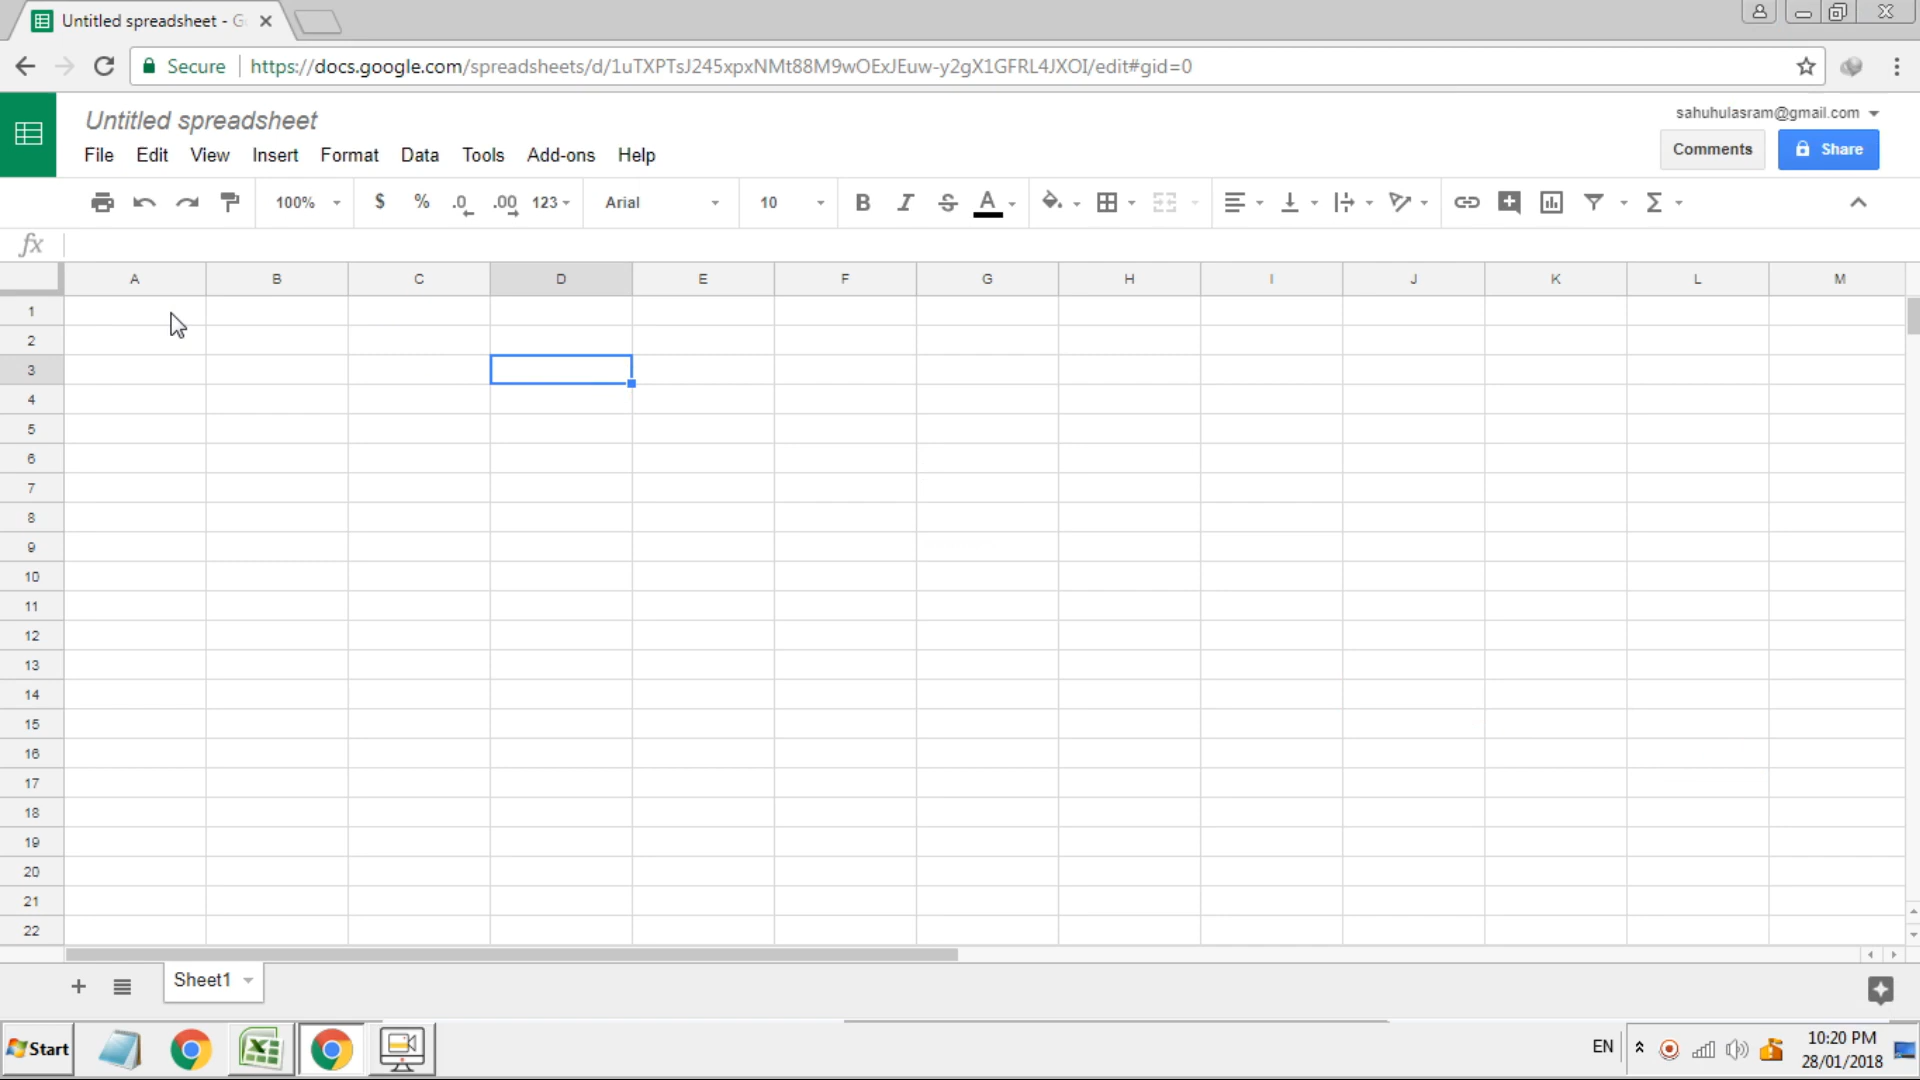 Untitled spreadsheet - G
Secure https://docs.google.com/spreadsheets/d/1uTXPTsJ245xpxNMt88M9wOExJEuw-y2gX1GFRL4JXOI/edit#gid=0
Untitled spreadsheet
sahuhulasram@gmail.com
File Edit View Insert Format Data Tools Add-ons Help
Comments Share
100% $ % .0 .00 123 Arial 10 B I S A Σ
fx
A B C D E F G H I J K L M
1
2
3
4
5
6
7
8
9
10
11
12
13
14
15
16
17
18
19
20
21
22
+ Sheet1
Start EN 10:20 PM
28/01/2018